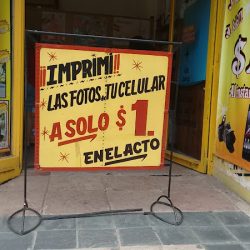 ¡¡IMPRIMÍ!!
LAS FOTOS DE TU CELULAR
A SOLO $1.
EN EL ACTO